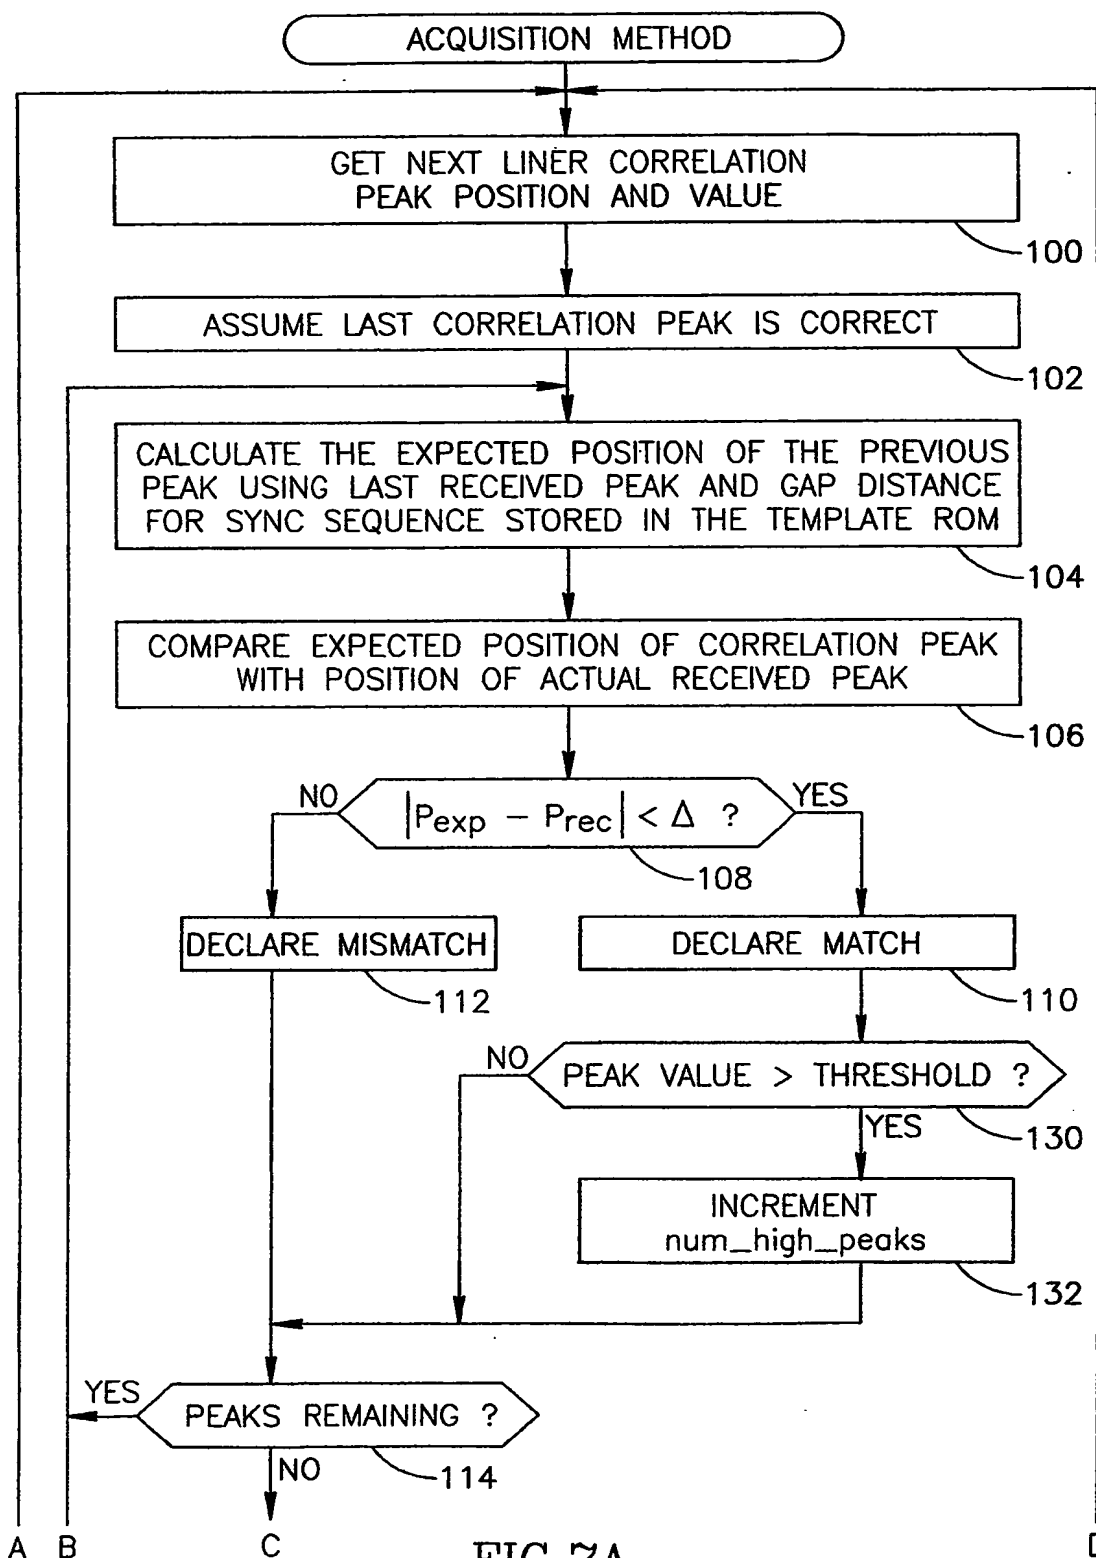 ACQUISITION METHOD
GET NEXT LINER CORRELATION
PEAK POSITION AND VALUE
100
ASSUME LAST CORRELATION PEAK IS CORRECT
102
CALCULATE THE EXPECTED POSITION OF THE PREVIOUS
PEAK USING LAST RECEIVED PEAK AND GAP DISTANCE
FOR SYNC SEQUENCE STORED IN THE TEMPLATE ROM
104
COMPARE EXPECTED POSITION OF CORRELATION PEAK
WITH POSITION OF ACTUAL RECEIVED PEAK
106
NO
|Pexp - Prec| < Δ ?
YES
108
DECLARE MISMATCH
112
DECLARE MATCH
110
NO
PEAK VALUE > THRESHOLD ?
130
YES
INCREMENT
num_high_peaks
132
YES
PEAKS REMAINING ?
114
NO
A B C
FIG.7A